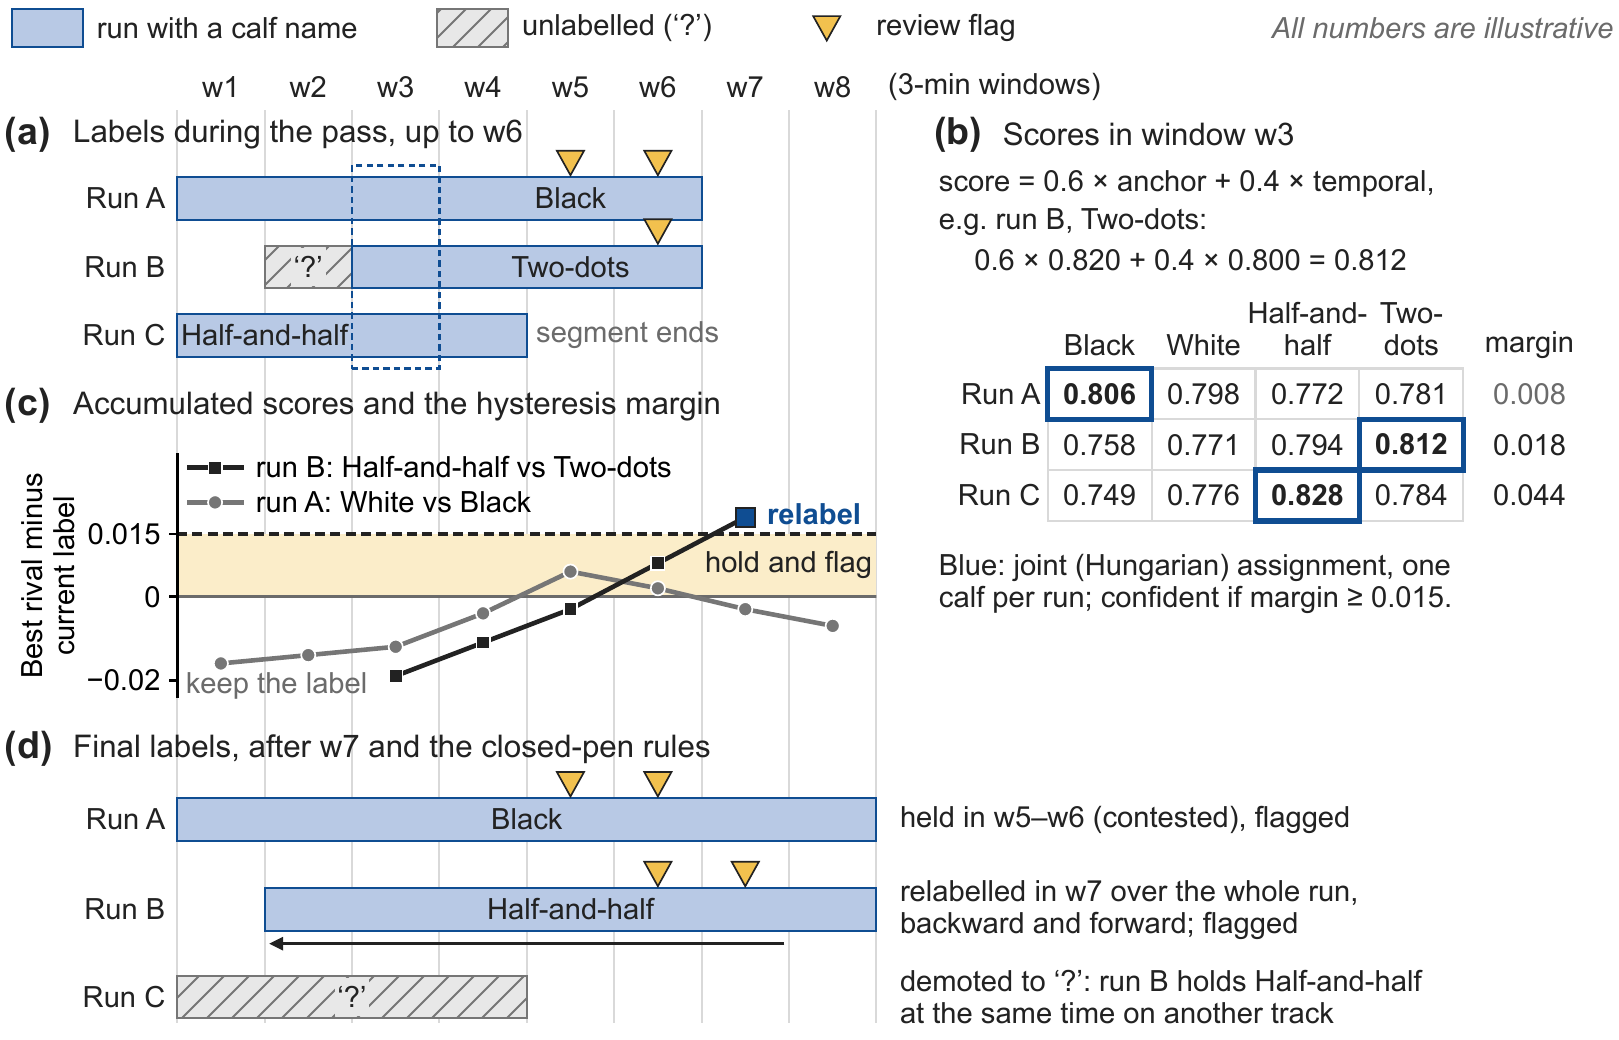 run with a calf name
unlabelled (‘?’)
review flag
All numbers are illustrative
w1 w2 w3 w4 w5 w6 w7 w8 (3-min windows)
(a) Labels during the pass, up to w6
Run A
Black
Run B
‘?’
Two-dots
Run C
Half-and-half
segment ends
(b) Scores in window w3
score = 0.6 × anchor + 0.4 × temporal,
e.g. run B, Two-dots:
0.6 × 0.820 + 0.4 × 0.800 = 0.812
Half-and- Two-
Black White half dots margin
Run A 0.806 0.798 0.772 0.781 0.008
Run B 0.758 0.771 0.794 0.812 0.018
Run C 0.749 0.776 0.828 0.784 0.044
Blue: joint (Hungarian) assignment, one
calf per run; confident if margin ≥ 0.015.
(c) Accumulated scores and the hysteresis margin
Best rival minus
current label
run B: Half-and-half vs Two-dots
run A: White vs Black
relabel
0.015
hold and flag
0
−0.02
keep the label
(d) Final labels, after w7 and the closed-pen rules
Run A
Black
held in w5–w6 (contested), flagged
Run B
Half-and-half
relabelled in w7 over the whole run,
backward and forward; flagged
Run C
‘?’
demoted to ‘?’: run B holds Half-and-half
at the same time on another track